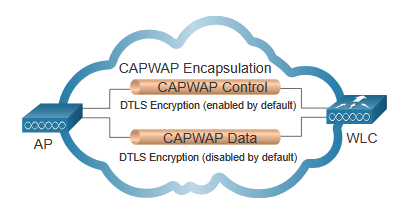 CAPWAP Encapsulation
CAPWAP Control
DTLS Encryption (enabled by default)
AP
CAPWAP Data
WLC
DTLS Encryption (disabled by default)